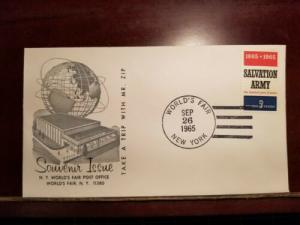 TAKE A TRIP WITH MR. ZIP
Souvenir Issue
N. Y. WORLD'S FAIR POST OFFICE
WORLD'S FAIR, N. Y. 11380
WORLD'S FAIR
SEP
26
1965
NEW YORK
1865 · 1965
SALVATION
ARMY